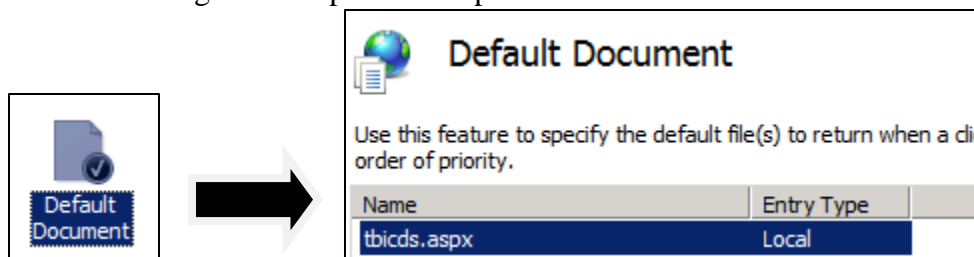 Default Document
Use this feature to specify the default file(s) to return when a
order of priority.
Default
Document
Name Entry Type
tbicds.aspx Local